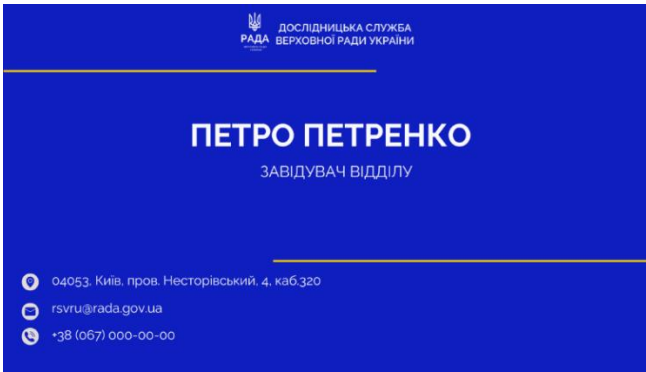 ДОСЛІДНИЦЬКА СЛУЖБА
РАДА ВЕРХОВНОЇ РАДИ УКРАЇНИ
ПЕТРО ПЕТРЕНКО
ЗАВІДУВАЧ ВІДДІЛУ
04053, Київ, пров. Несторівський, 4, каб.320
rsvru@rada.gov.ua
+38 (067) 000-00-00